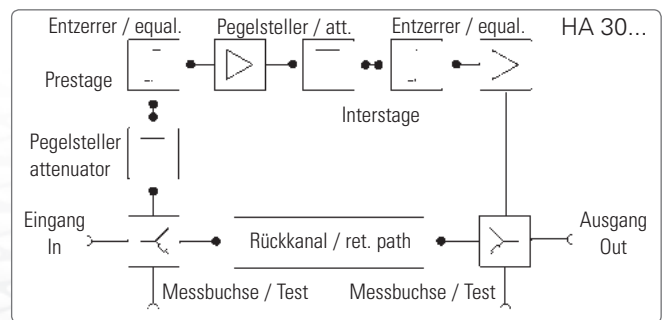 Entzerrer / equal.
Pegelsteller / att.
Entzerrer / equal.
HA 30...
Prestage
Interstage
Pegelsteller
attenuator
Eingang
In
Rückkanal / ret. path
Ausgang
Out
Messbuchse / Test
Messbuchse / Test